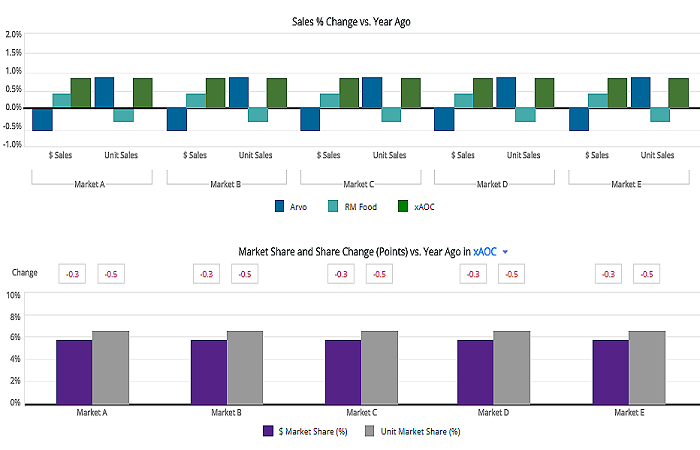 Sales % Change vs. Year Ago
2.0%
1.5%
1.0%
0.5%
0.0%
-0.5%
-1.0%
$ Sales Unit Sales $ Sales Unit Sales $ Sales Unit Sales $ Sales Unit Sales $ Sales Unit Sales
Market A Market B Market C Market D Market E
Arvo RM Food xAOC
Market Share and Share Change (Points) vs. Year Ago in xAOC
Change -0.3 -0.5 -0.3 -0.5 -0.3 -0.5 -0.3 -0.5 -0.3 -0.5
10%
8%
6%
4%
2%
0%
Market A Market B Market C Market D Market E
$ Market Share (%) Unit Market Share (%)